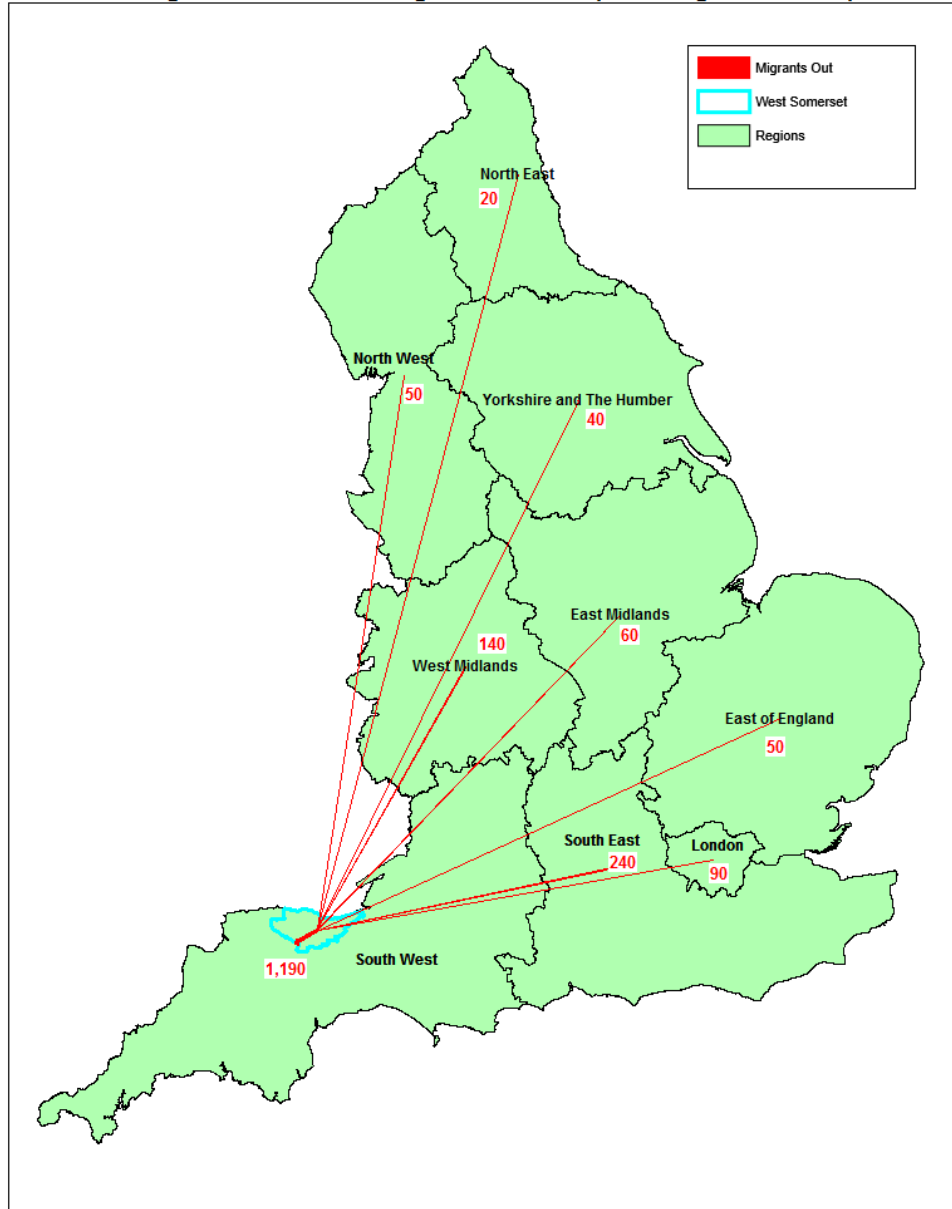 Migrants Out
West Somerset
Regions
North East
20
North West
50
Yorkshire and The Humber
40
East Midlands
60
140
West Midlands
East of England
50
South East
240
London
90
South West
1,190